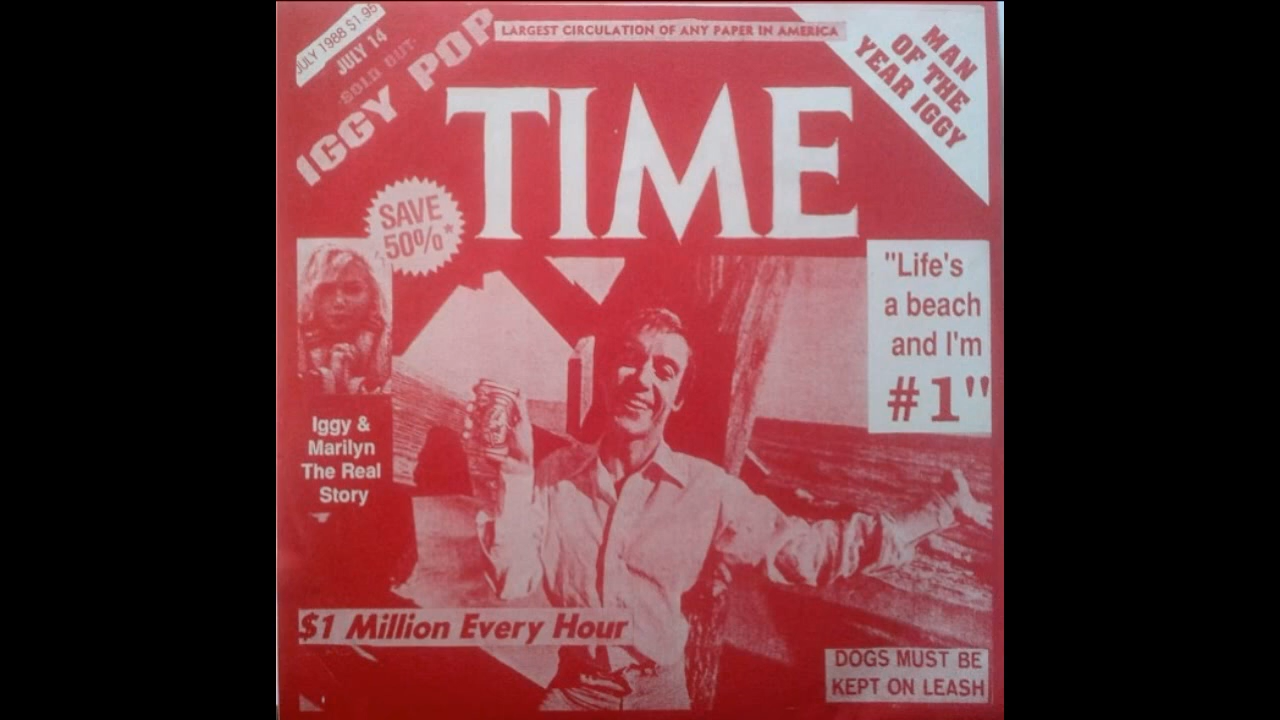 JULY 1988 $1.95
JULY 14
SOLD OUT
IGGY POP
LARGEST CIRCULATION OF ANY PAPER IN AMERICA
MAN
OF THE
YEAR IGGY
TIME
SAVE
50%*
"Life's
a beach
and I'm
#1"
Iggy &
Marilyn
The Real
Story
$1 Million Every Hour
DOGS MUST BE
KEPT ON LEASH